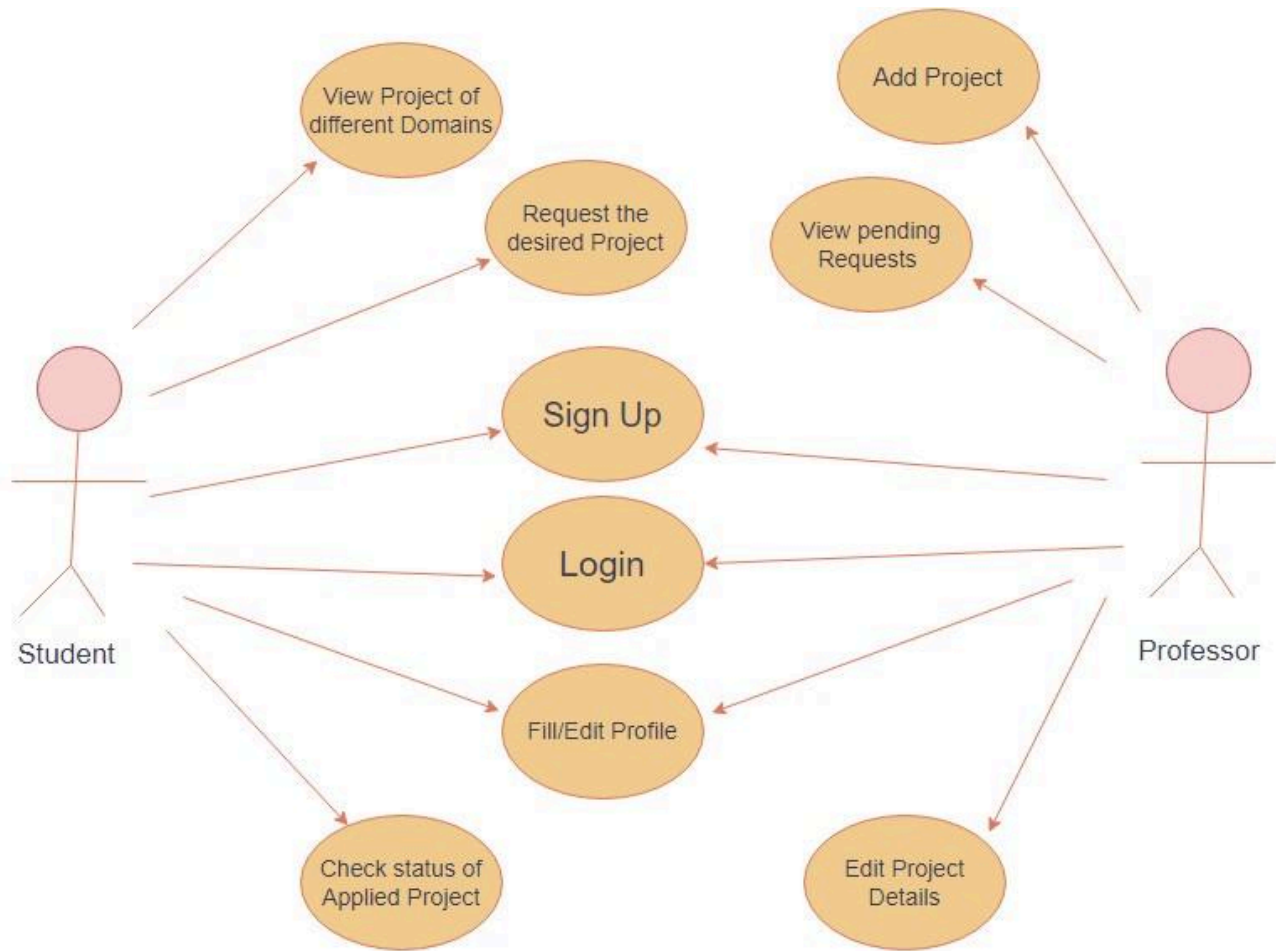 View Project of
different Domains
Add Project
Request the
desired Project
View pending
Requests
Sign Up
Login
Student
Professor
Fill/Edit Profile
Check status of
Applied Project
Edit Project
Details